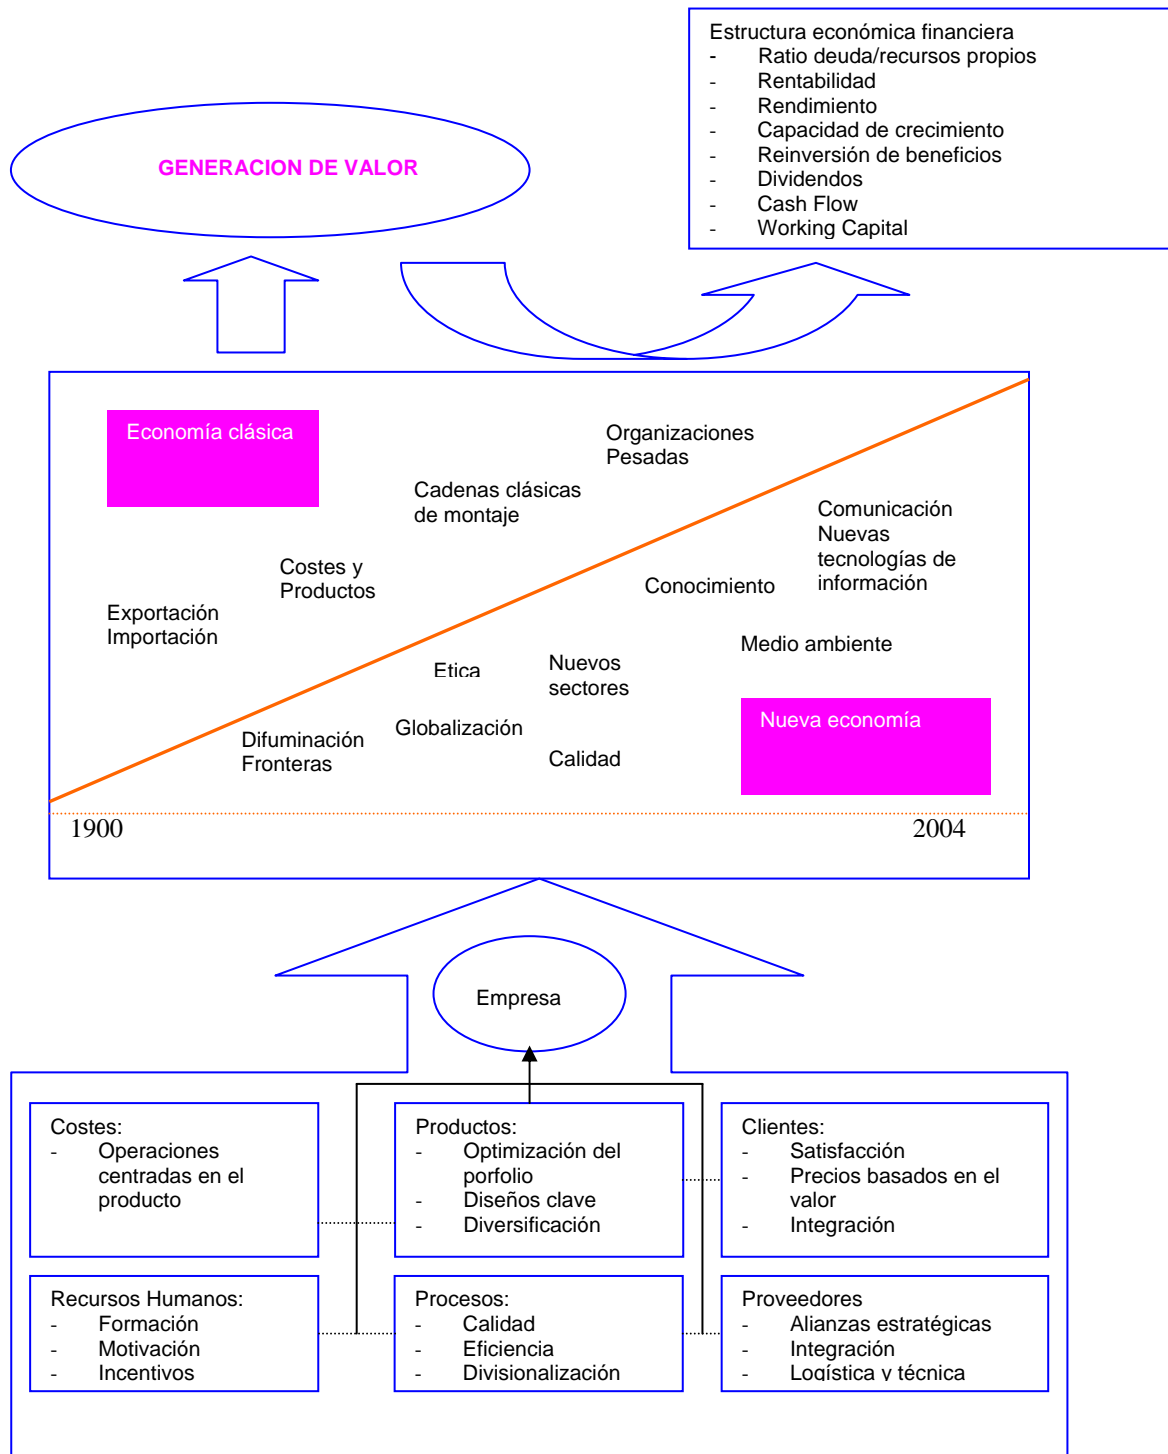 Estructura económica financiera
- Ratio deuda/recursos propios
- Rentabilidad
- Rendimiento
- Capacidad de crecimiento
- Reinversión de beneficios
- Dividendos
- Cash Flow
- Working Capital
GENERACION DE VALOR
Economía clásica
Organizaciones
Pesadas
Cadenas clásicas
de montaje
Comunicación
Nuevas
tecnologías de
información
Costes y
Productos
Conocimiento
Exportación
Importación
Medio ambiente
Etica
Nuevos
sectores
Nueva economía
Globalización
Difuminación
Fronteras
Calidad
1900
2004
Empresa
Costes:
- Operaciones
centradas en el
producto
Productos:
- Optimización del
porfolio
- Diseños clave
- Diversificación
Clientes:
- Satisfacción
- Precios basados en el
valor
- Integración
Recursos Humanos:
- Formación
- Motivación
- Incentivos
Procesos:
- Calidad
- Eficiencia
- Divisionalización
Proveedores
- Alianzas estratégicas
- Integración
- Logística y técnica